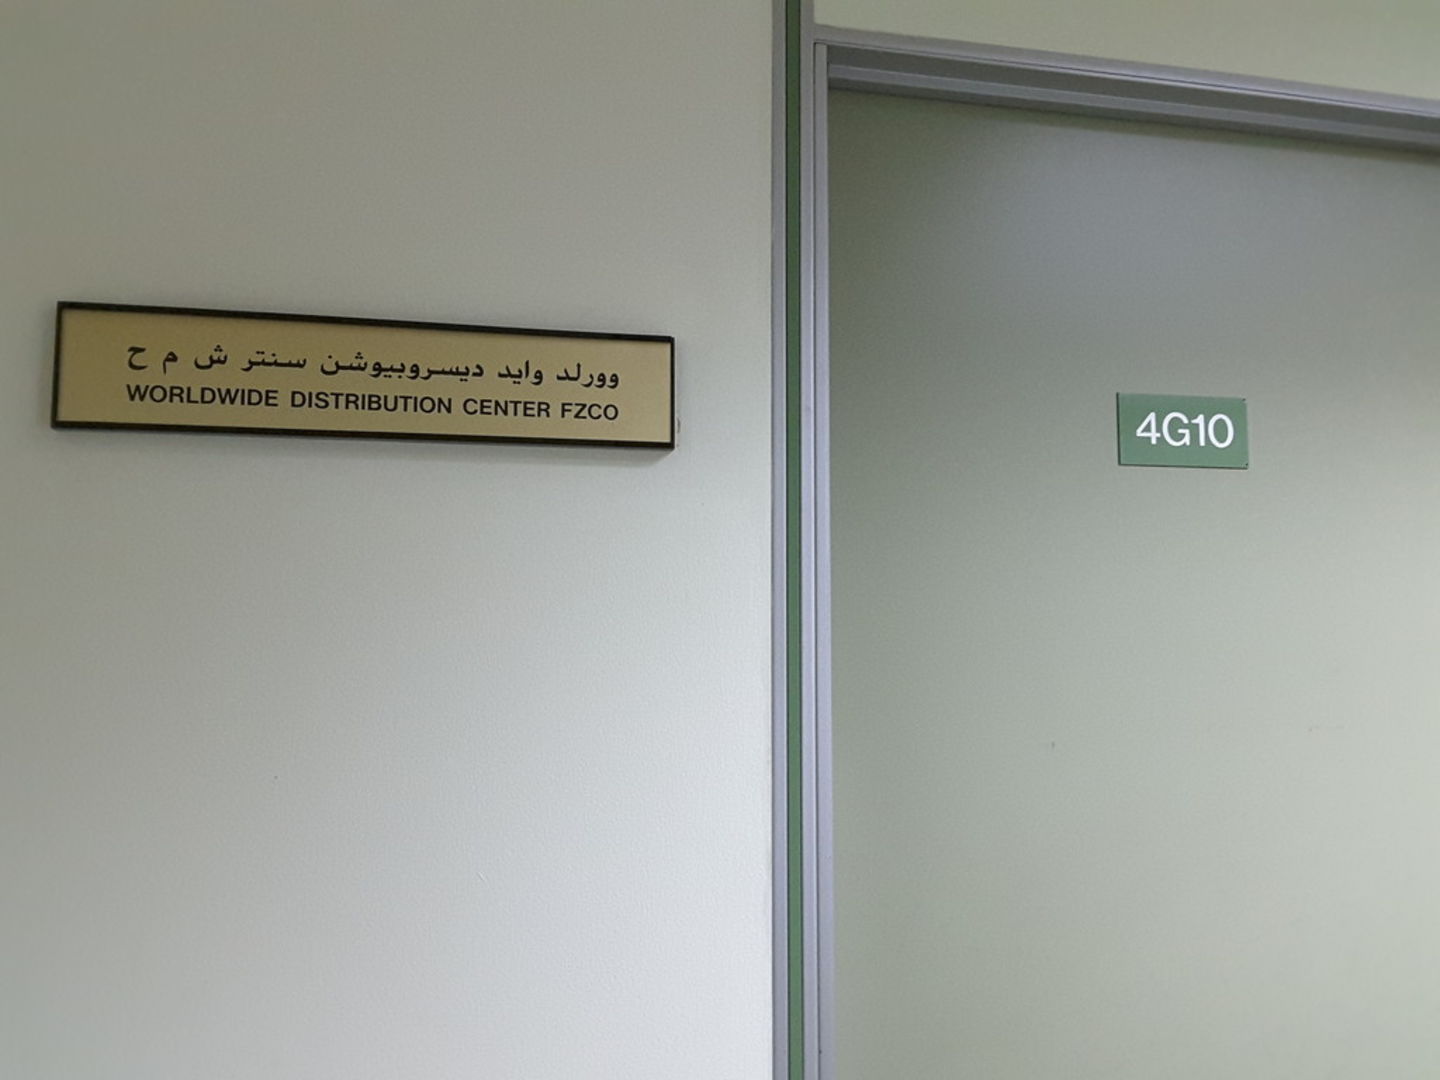 وورلد وايد ديسروبيوشن سنتر ش م ح
WORLDWIDE DISTRIBUTION CENTER FZCO
4G10